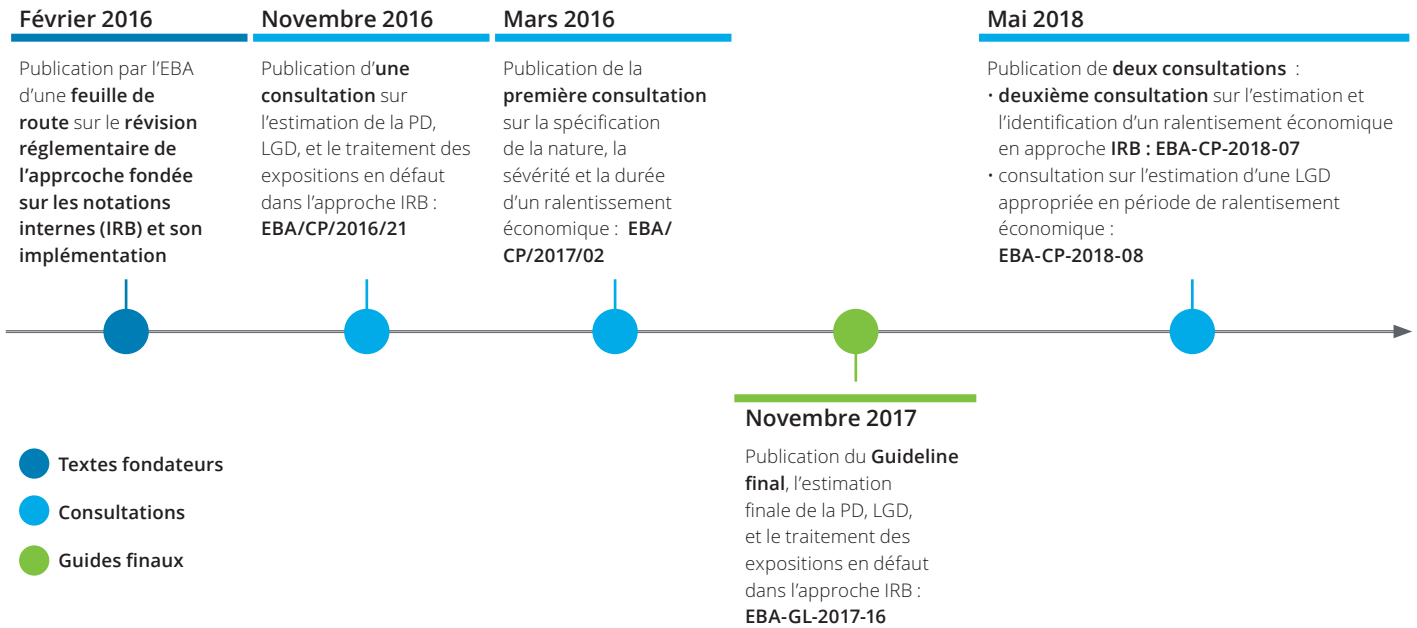 Février 2016
Publication par l'EBA
d'une feuille de
route sur le révision
réglementaire de
l'apprcoche fondée
sur les notations
internes (IRB) et son
implémentation
Novembre 2016
Publication d'une
consultation sur
l'estimation de la PD,
LGD, et le traitement des
expositions en défaut
dans l'approche IRB :
EBA/CP/2016/21
Mars 2016
Publication de la
première consultation
sur la spécification
de la nature, la
sévérité et la durée
d'un ralentissement
économique : EBA/
CP/2017/02
Mai 2018
Publication de deux consultations :
• deuxième consultation sur l'estimation et
l'identification d'un ralentisement économique
en approche IRB : EBA-CP-2018-07
• consultation sur l'estimation d'une LGD
appropriée en période de ralentisement
économique :
EBA-CP-2018-08
Novembre 2017
Publication du Guideline
final, l'estimation
finale de la PD, LGD,
et le traitement des
expositions en défaut
dans l'approche IRB :
EBA-GL-2017-16
Textes fondateurs
Consultations
Guides finaux